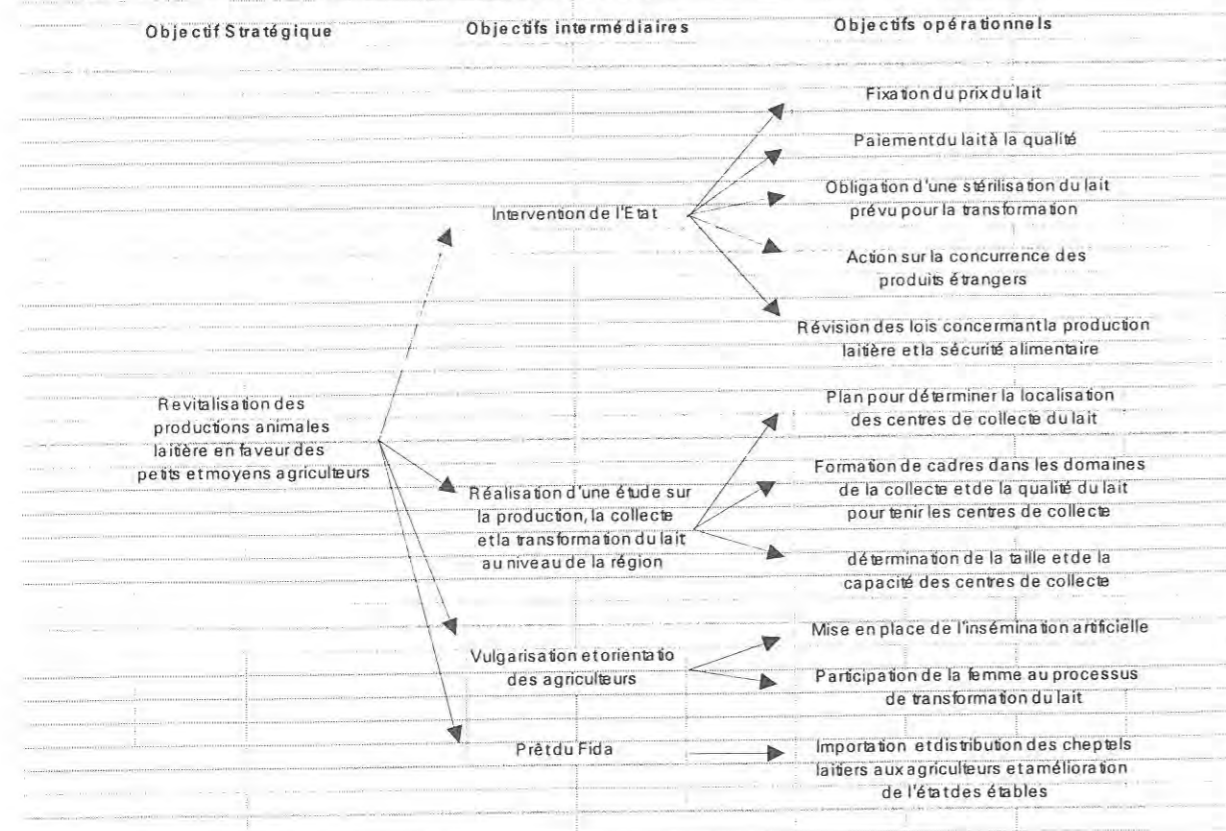 Objectif Stratégique
Objectifs intermédiaires
Objectifs opérationnels
Fixation du prix du lait
Paiement du lait à la qualité
Obligation d'une stérilisation du lait
prévu pour la transformation
Intervention de l'Etat
Action sur la concurrence des
produits étrangers
Révision des lois concermant la production
laitière et la sécurité alimentaire
Revitalisation des
productions animales
laitière en faveur des
petits et moyens agriculteurs
Plan pour déterminer la localisation
des centres de collecte du lait
Réalisation d'une étude sur
la production, la collecte
et la transformation du lait
au niveau de la région
Formation de cadres dans les domaines
de la collecte et de la qualité du lait
pour tenir les centres de collecte
détermination de la taille et de la
capacité des centres de collecte
Vulgarisation et orientatio
des agriculteurs
Mise en place de l'insémination artificielle
Participation de la femme au processus
de transformation du lait
Prêt du Fida
Importation et distribution des cheptels
laitiers aux agriculteurs et amélioration
de l'état des étables